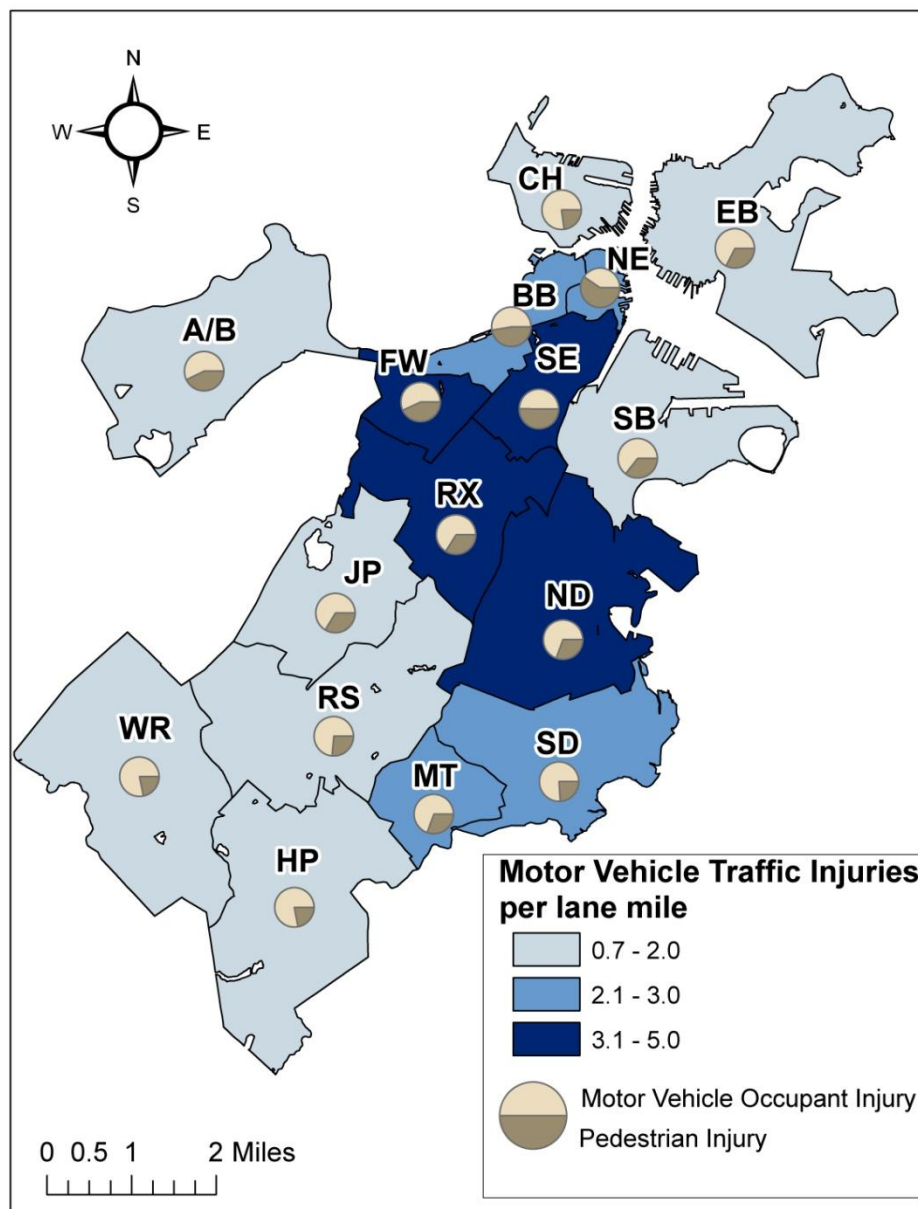 N
W E
S
CH
EB
NE
BB
A/B
SE
FW
SB
RX
JP
ND
RS
WR
SD
MT
HP
Motor Vehicle Traffic Injuries
per lane mile
0.7 - 2.0
2.1 - 3.0
3.1 - 5.0
Motor Vehicle Occupant Injury
Pedestrian Injury
0 0.5 1 2 Miles